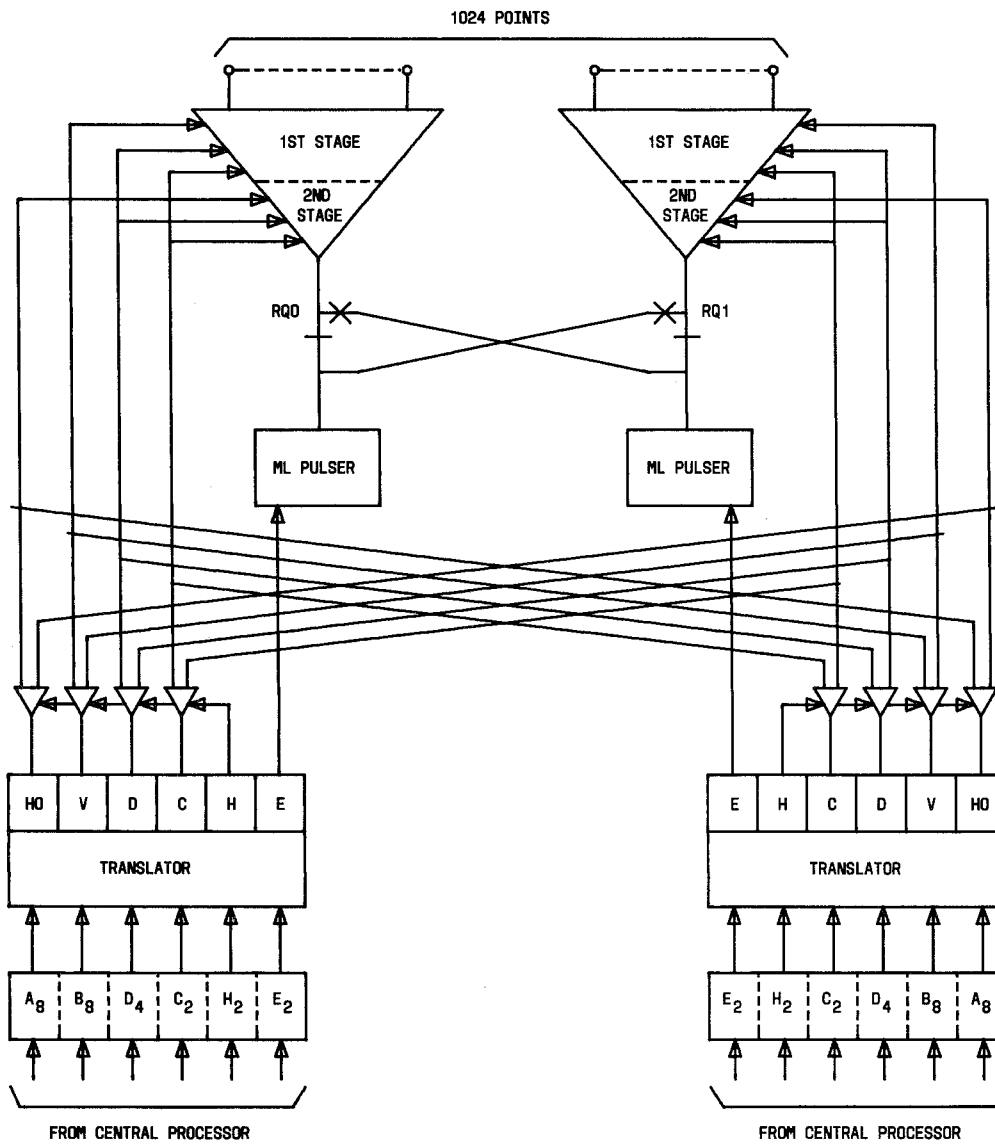 1024 POINTS
1ST STAGE 1ST STAGE
2ND STAGE 2ND STAGE
RQ0 RQ1
ML PULSER ML PULSER
HO V D C H E E H C D V HO
TRANSLATOR TRANSLATOR
A8 B8 D4 C2 H2 E2 E2 H2 C2 D4 B8 A8
FROM CENTRAL PROCESSOR FROM CENTRAL PROCESSOR